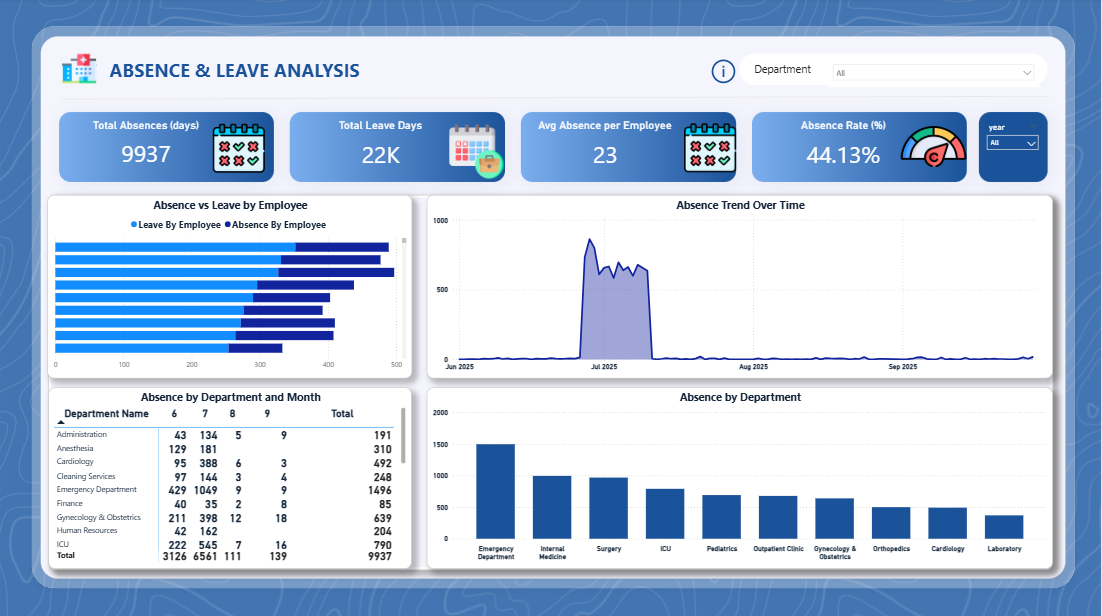 ABSENCE & LEAVE ANALYSIS
i
Department
All
Total Absences (days)
9937
Total Leave Days
22K
Avg Absence per Employee
23
Absence Rate (%)
44.13%
C
year
All
Absence vs Leave by Employee
Leave By Employee Absence By Employee
0 100 200 300 400 500
Absence Trend Over Time
1000
500
0
Jun 2025 Jul 2025 Aug 2025 Sep 2025
Absence by Department and Month
Department Name 6 7 8 9 Total
Administration 43 134 5 9 191
Anesthesia 129 181 310
Cardiology 95 388 6 3 492
Cleaning Services 97 144 3 4 248
Emergency Department 429 1049 9 9 1496
Finance 40 35 2 8 85
Gynecology & Obstetrics 211 398 12 18 639
Human Resources 42 162 204
ICU 222 545 7 16 790
Total 3126 6561 111 139 9937
Absence by Department
2000
1500
1000
500
0
Emergency Department
Internal Medicine
Surgery
ICU
Pediatrics
Outpatient Clinic
Gynecology & Obstetrics
Orthopedics
Cardiology
Laboratory